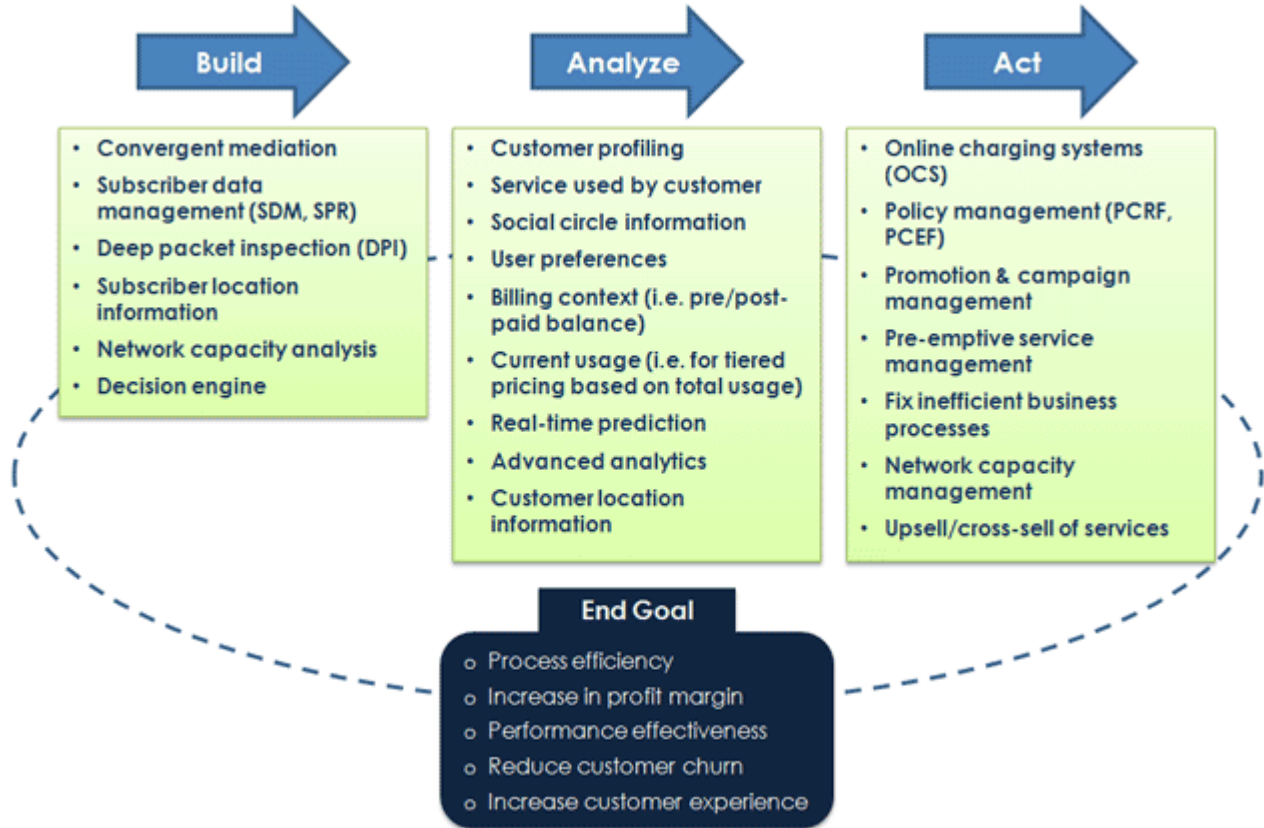 Build
• Convergent mediation
• Subscriber data
management (SDM, SPR)
• Deep packet inspection (DPI)
• Subscriber location
information
• Network capacity analysis
• Decision engine
Analyze
• Customer profiling
• Service used by customer
• Social circle information
• User preferences
• Billing context (i.e. pre/post-
paid balance)
• Current usage (i.e. for tiered
pricing based on total usage)
• Real-time prediction
• Advanced analytics
• Customer location
information
Act
• Online charging systems
(OCS)
• Policy management (PCRF,
PCEF)
• Promotion & campaign
management
• Pre-emptive service
management
• Fix inefficient business
processes
• Network capacity
management
• Upsell/cross-sell of services
End Goal
o Process efficiency
o Increase in profit margin
o Performance effectiveness
o Reduce customer churn
o Increase customer experience